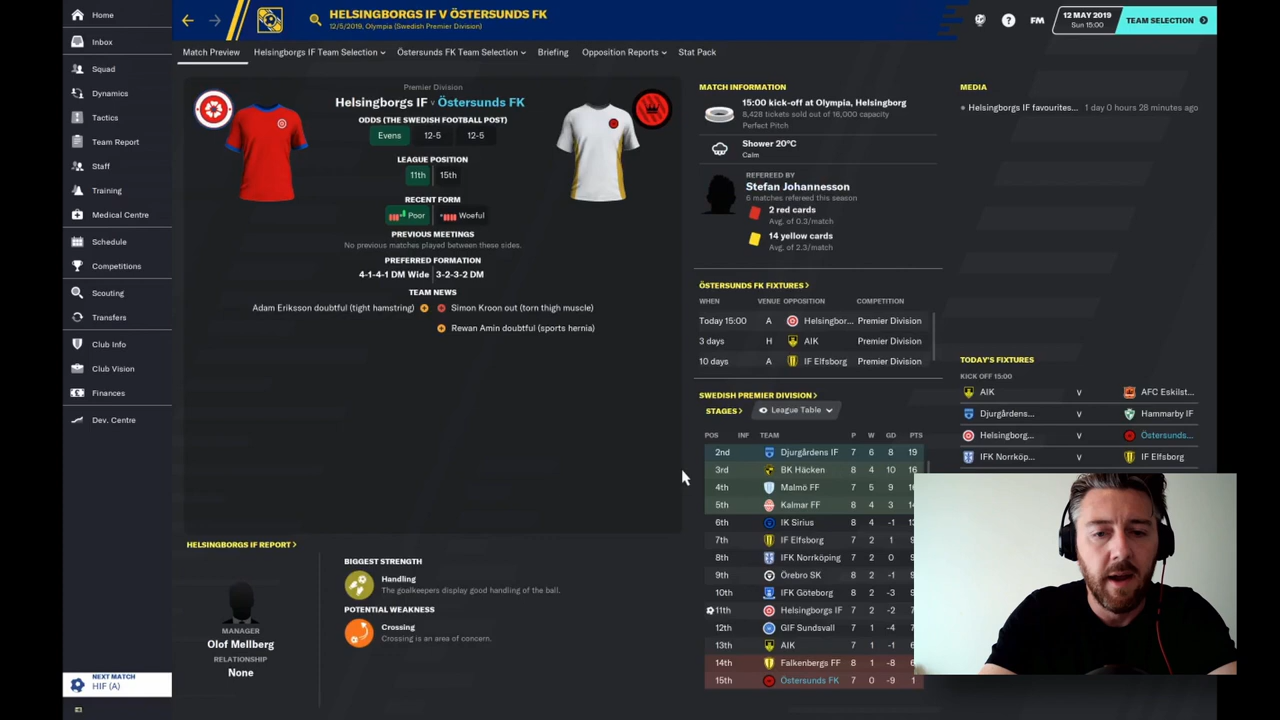 Home
Inbox
Squad
Dynamics
Tactics
Team Report
Staff
Training
Medical Centre
Schedule
Competitions
Scouting
Transfers
Club Info
Club Vision
Finances
Dev. Centre
NEXT MATCH
HIF (A)
HELSINGBORGS IF V ÖSTERSUNDS FK
12/5/2019, Olympia (Swedish Premier Division)
FM
12 MAY 2019
Sun 15:00
TEAM SELECTION
Match Preview
Helsingborgs IF Team Selection
Östersunds FK Team Selection
Briefing
Opposition Reports
Stat Pack
Premier Division
Helsingborgs IF v Östersunds FK
ODDS (THE SWEDISH FOOTBALL POST)
Evens 12-5 12-5
LEAGUE POSITION
11th 15th
RECENT FORM
Poor Woeful
PREVIOUS MEETINGS
No previous matches played between these sides.
PREFERRED FORMATION
4-1-4-1 DM Wide 3-2-3-2 DM
TEAM NEWS
Adam Eriksson doubtful (tight hamstring) Simon Kroon out (torn thigh muscle)
Rewan Amin doubtful (sports hernia)
HELSINGBORGS IF REPORT
MANAGER
Olof Mellberg
RELATIONSHIP
None
BIGGEST STRENGTH
Handling
The goalkeepers display good handling of the ball.
POTENTIAL WEAKNESS
Crossing
Crossing is an area of concern.
MATCH INFORMATION
15:00 kick-off at Olympia, Helsingborg
8,428 tickets sold out of 16,000 capacity
Perfect Pitch
Shower 20°C
Calm
REFEREED BY
Stefan Johannesson
6 matches refereed this season
2 red cards
Avg. of 0.3/match
14 yellow cards
Avg. of 2.3/match
ÖSTERSUNDS FK FIXTURES
WHEN VENUE OPPOSITION COMPETITION
Today 15:00 A Helsingbor... Premier Division
3 days H AIK Premier Division
10 days A IF Elfsborg Premier Division
SWEDISH PREMIER DIVISION
STAGES League Table
POS INF TEAM P W GD PTS
2nd Djurgårdens IF 7 6 8 19
3rd BK Häcken 8 4 10 16
4th Malmö FF 7 5 9
5th Kalmar FF 8 4 3
6th IK Sirius 8 4 -1
7th IF Elfsborg 7 2 1
8th IFK Norrköping 7 2 0
9th Örebro SK 8 2 -1
10th IFK Göteborg 8 2 -3
11th Helsingborgs IF 7 2 -2
12th GIF Sundsvall 7 1 -4
13th AIK 7 1 -1
14th Falkenbergs FF 8 1 -8
15th Östersunds FK 7 0 -9 1
MEDIA
Helsingborgs IF favourites... 1 day 0 hours 28 minutes ago
TODAY'S FIXTURES
KICK OFF 15:00
AIK v AFC Eskilst...
Djurgårdens... v Hammarby IF
Helsingborg... v Östersunds...
IFK Norrköp... v IF Elfsborg